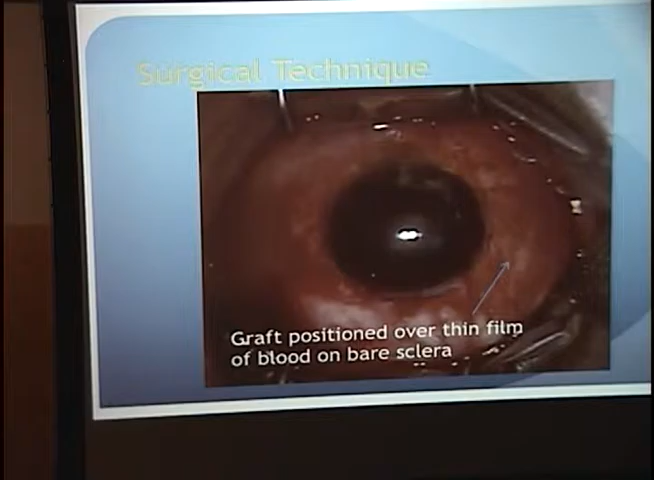 Surgical Technique
Graft positioned over thin film
of blood on bare sclera